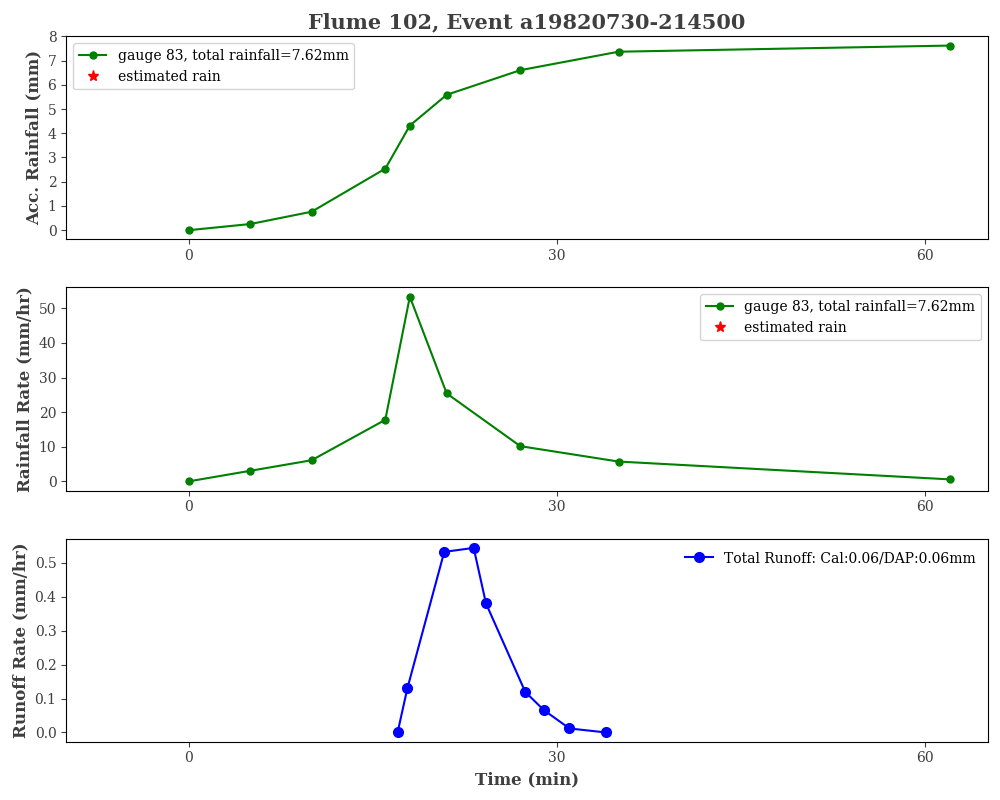 Flume 102, Event a19820730-214500
Acc. Rainfall (mm)
8
7
6
5
4
3
2
1
0
gauge 83, total rainfall=7.62mm
estimated rain
0 30 60
Rainfall Rate (mm/hr)
50
40
30
20
10
0
gauge 83, total rainfall=7.62mm
estimated rain
0 30 60
Runoff Rate (mm/hr)
0.5
0.4
0.3
0.2
0.1
0.0
Total Runoff: Cal:0.06/DAP:0.06mm
0 30 60
Time (min)